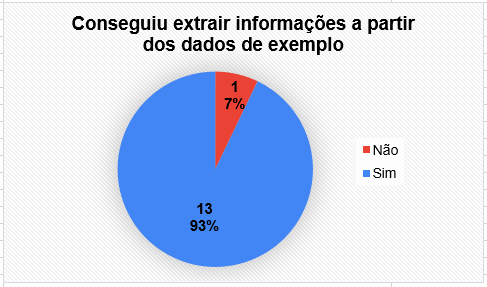 Conseguiu extrair informações a partir
dos dados de exemplo
1
7%
Não
Sim
13
93%